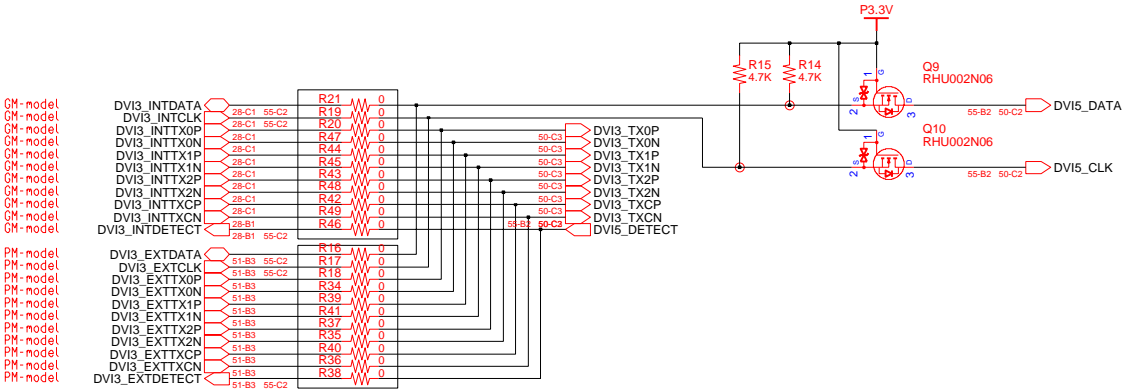 P3.3V
R15
4.7K
R14
4.7K
1
G
Q9
RHU002N06
S
D
2
3
DVI5_DATA
55-B2 50-C2
1
G
Q10
RHU002N06
S
D
2
3
DVI5_CLK
55-B2 50-C2
GM-model DVI3_INTDATA 28-C1 55-C2 R21 0
GM-model DVI3_INTCLK 28-C1 55-C2 R19 0
GM-model DVI3_INTTX0P 28-C1 R20 0 50-C3 DVI3_TX0P
GM-model DVI3_INTTX0N 28-C1 R47 0 50-C3 DVI3_TX0N
GM-model DVI3_INTTX1P 28-C1 R44 0 50-C3 DVI3_TX1P
GM-model DVI3_INTTX1N 28-C1 R45 0 50-C3 DVI3_TX1N
GM-model DVI3_INTTX2P 28-C1 R43 0 50-C3 DVI3_TX2P
GM-model DVI3_INTTX2N 28-C1 R48 0 50-C3 DVI3_TX2N
GM-model DVI3_INTTXCP 28-C1 R42 0 50-C3 DVI3_TXCP
GM-model DVI3_INTTXCN 28-B1 R49 0 DVI3_TXCN
GM-model DVI3_INTDETECT 28-B1 55-C2 R46 0 55-B2 50-C2 DVI5_DETECT
PM-model DVI3_EXTDATA 51-B3 55-C2 R16 0
PM-model DVI3_EXTCLK 51-B3 55-C2 R17 0
PM-model DVI3_EXTTX0P 51-B3 R18 0
PM-model DVI3_EXTTX0N 51-B3 R34 0
PM-model DVI3_EXTTX1P 51-B3 R39 0
PM-model DVI3_EXTTX1N 51-B3 R41 0
PM-model DVI3_EXTTX2P 51-B3 R37 0
PM-model DVI3_EXTTX2N 51-B3 R35 0
PM-model DVI3_EXTTXCP 51-B3 R40 0
PM-model DVI3_EXTTXCN 51-B3 R36 0
PM-model DVI3_EXTDETECT 51-B3 55-C2 R38 0